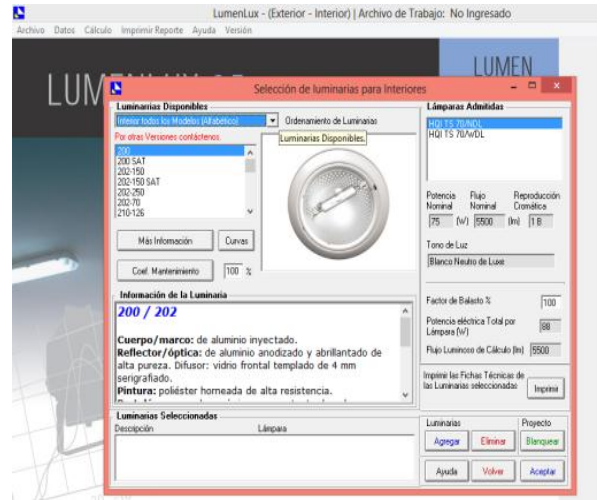 LumenLux - (Exterior - Interior) | Archivo de Trabajo: No Ingresado
Archivo Datos Cálculo Imprimir Reporte Ayuda Versión
LUMEN
LUM
Selección de luminarias para Interiores
Luminarias Disponibles
Interior todos los Modelos (Alfabético)
Ordenamiento de Luminarias
Por otras Versiones contáctenos.
Luminarias Disponibles.
200
200 SAT
202-150
202-150 SAT
202-250
202-70
210-126
Más Información
Curvas
Coef. Mantenimiento
100 %
Información de la Luminaria
200 / 202
Cuerpo/marco: de aluminio inyectado.
Reflector/óptica: de aluminio anodizado y abrillantado de
alta pureza. Difusor: vidrio frontal templado de 4 mm
serigrafiado.
Pintura: poliéster horneada de alta resistencia.
Lámparas Admitidas
HQI TS 70/NDL
HQI TS 70/WDL
Potencia Nominal
Flujo Nominal
Reproducción Cromática
75 (W) 5500 (lm) 1 B
Tono de Luz
Blanco Neutro de Luxe
Factor de Balasto % 100
Potencia eléctrica Total por
Lámpara (W) 88
Flujo Luminoso de Cálculo (lm) 5500
Imprimir las Fichas Técnicas de
las Luminarias seleccionadas
Imprimir
Luminarias Seleccionadas
Descripción Lámpara
Luminarias Proyecto
Agregar Eliminar Blanquear
Ayuda Volver Aceptar